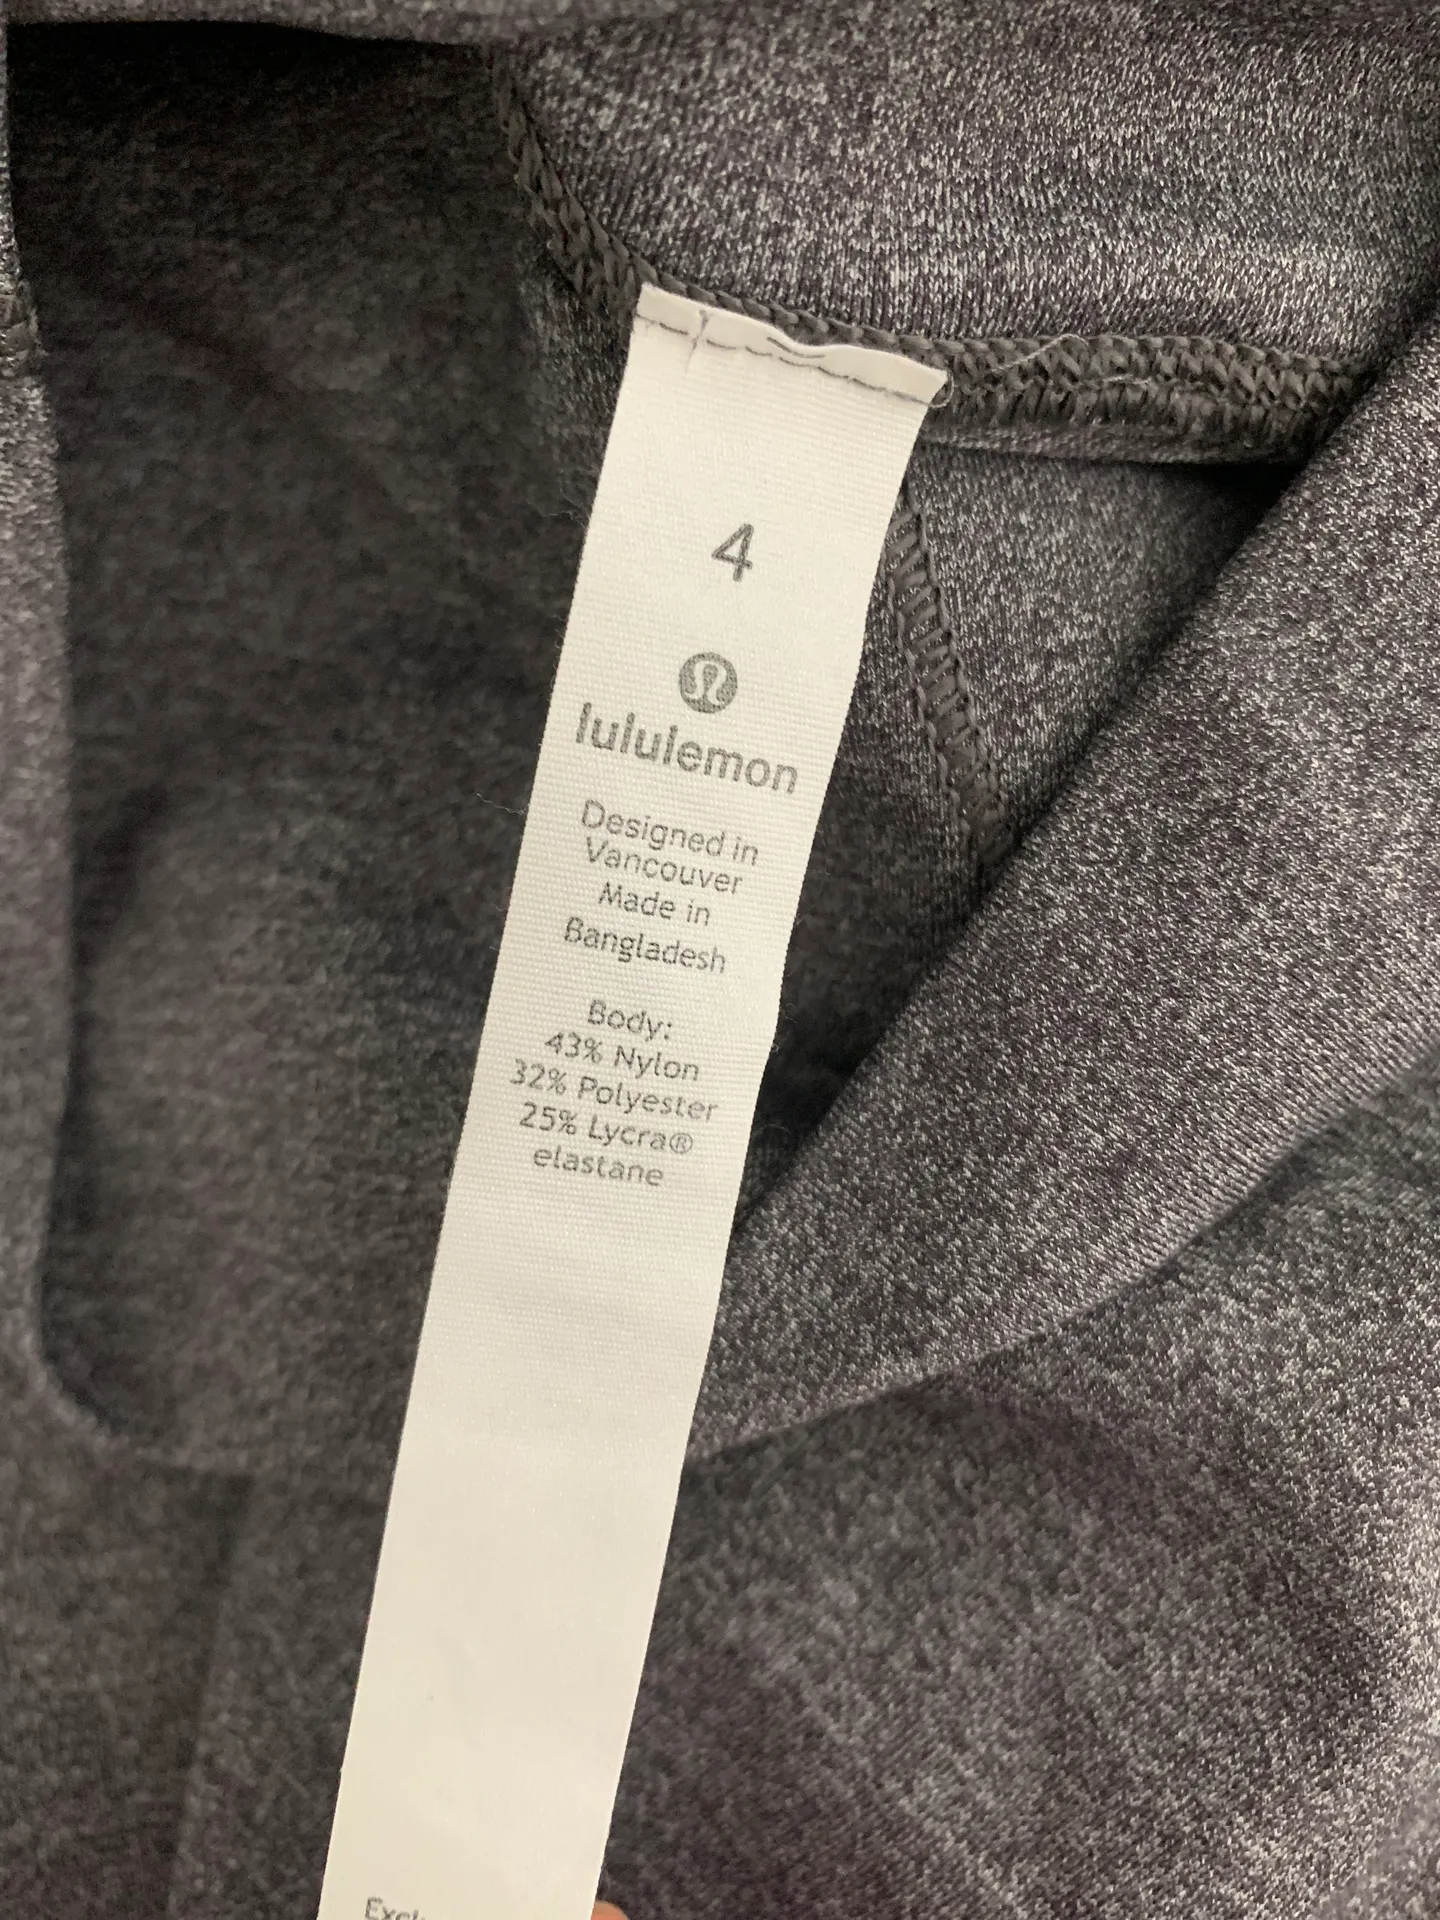 4
lululemon
Designed in
Vancouver
Made in
Bangladesh
Body:
43% Nylon
32% Polyester
25% Lycra®
elastane